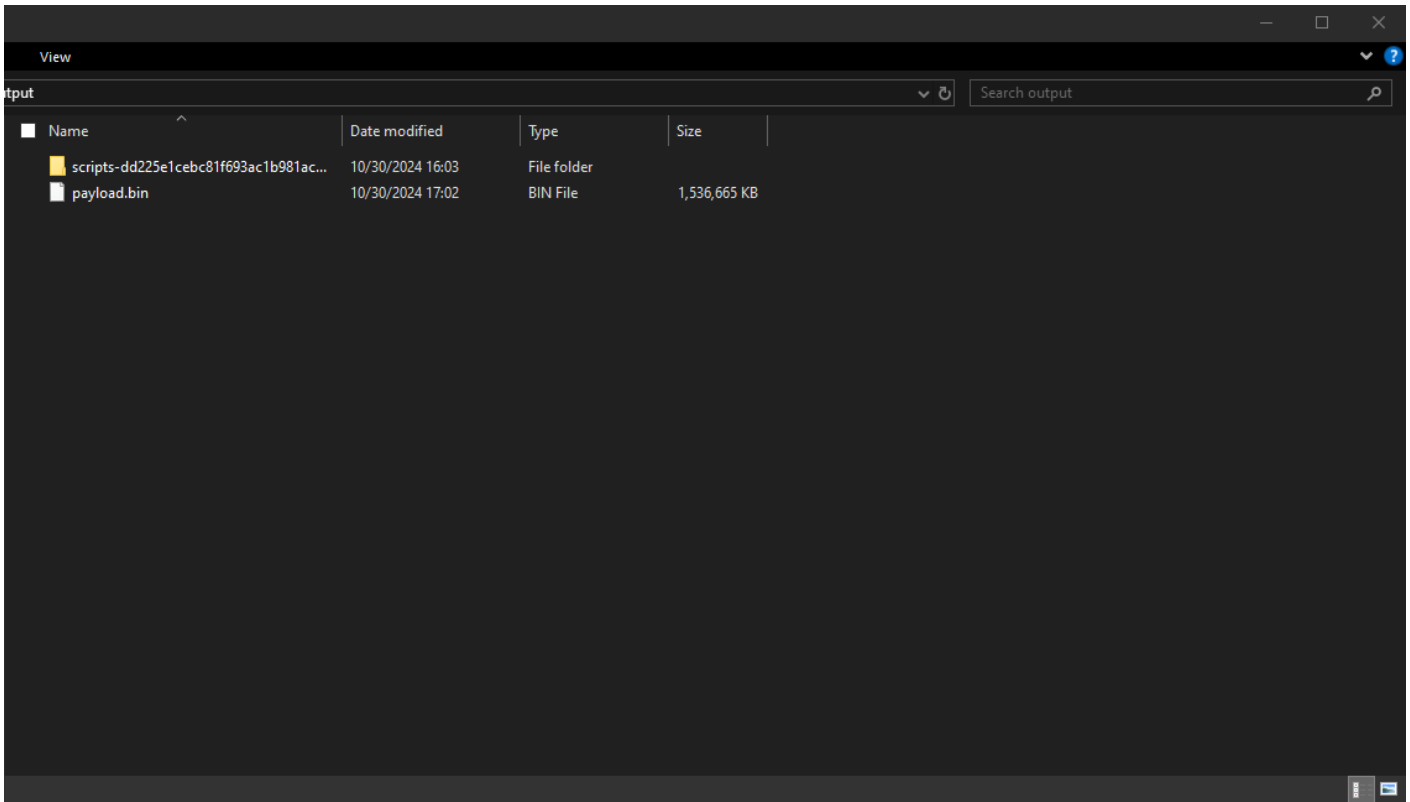 View
?
tput
Search output
Name Date modified Type Size
scripts-dd225e1cebc81f693ac1b981ac... 10/30/2024 16:03 File folder
payload.bin 10/30/2024 17:02 BIN File 1,536,665 KB